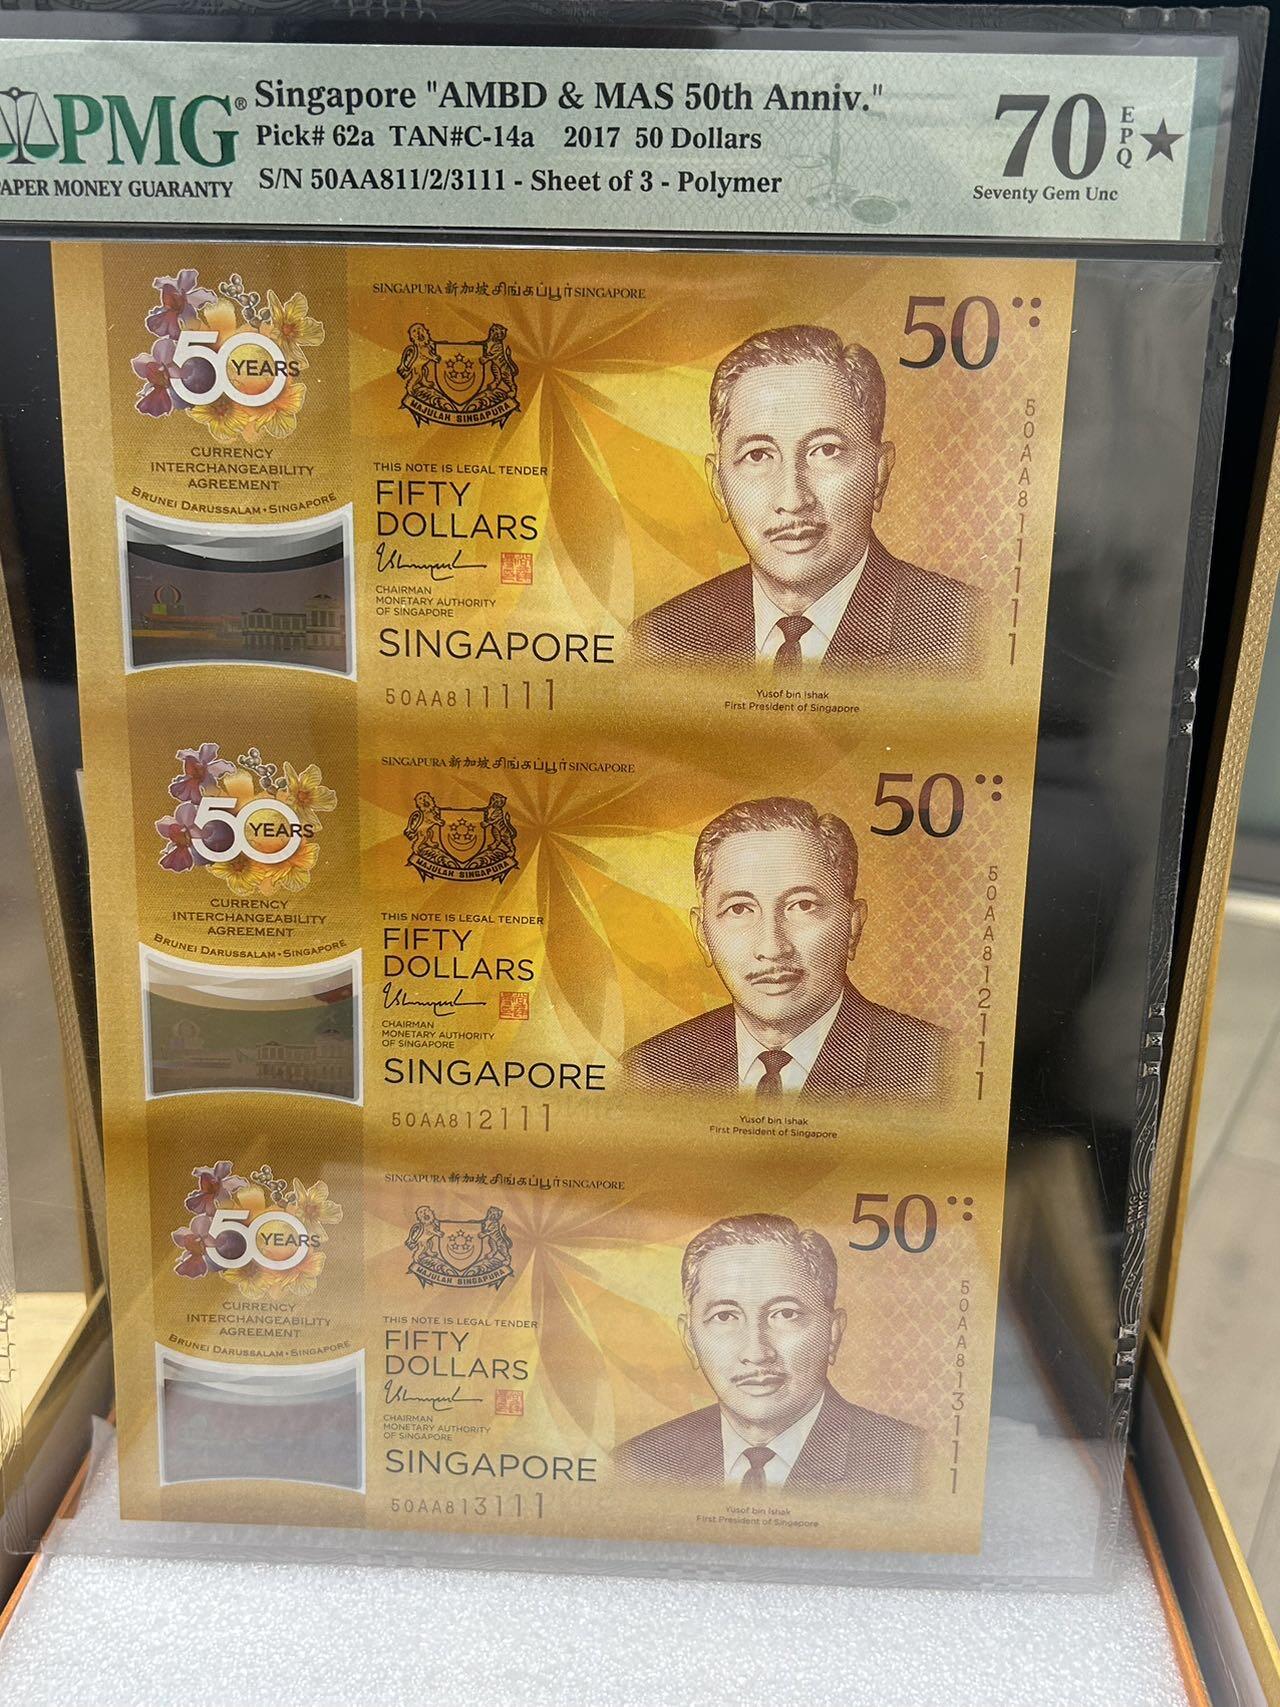 PMG®
PAPER MONEY GUARANTY
Singapore "AMBD & MAS 50th Anniv."
Pick# 62a TAN#C-14a 2017 50 Dollars
S/N 50AA811/2/3111 - Sheet of 3 - Polymer
70 EPQ ★
Seventy Gem Unc
50 YEARS
CURRENCY
INTERCHANGEABILITY
AGREEMENT
BRUNEI DARUSSALAM • SINGAPORE
SINGAPURA 新加坡 சிங்கப்பூர் SINGAPORE
MAJULAH SINGAPURA
THIS NOTE IS LEGAL TENDER
FIFTY
DOLLARS
CHAIRMAN
MONETARY AUTHORITY
OF SINGAPORE
SINGAPORE
50AA811111
50
50AA811111
Yusof bin Ishak
First President of Singapore
50 YEARS
CURRENCY
INTERCHANGEABILITY
AGREEMENT
BRUNEI DARUSSALAM • SINGAPORE
SINGAPURA 新加坡 சிங்கப்பூர் SINGAPORE
MAJULAH SINGAPURA
THIS NOTE IS LEGAL TENDER
FIFTY
DOLLARS
CHAIRMAN
MONETARY AUTHORITY
OF SINGAPORE
SINGAPORE
50AA812111
50
50AA812111
Yusof bin Ishak
First President of Singapore
50 YEARS
CURRENCY
INTERCHANGEABILITY
AGREEMENT
BRUNEI DARUSSALAM • SINGAPORE
SINGAPURA 新加坡 சிங்கப்பூர் SINGAPORE
MAJULAH SINGAPURA
THIS NOTE IS LEGAL TENDER
FIFTY
DOLLARS
CHAIRMAN
MONETARY AUTHORITY
OF SINGAPORE
SINGAPORE
50AA813111
50
50AA813111
Yusof bin Ishak
First President of Singapore